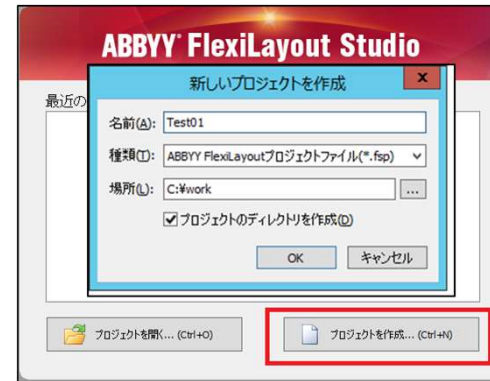 ABBYY® FlexiLayout Studio
新しいプロジェクトを作成
x
最近の
名前(A): Test01
種類(T): ABBYY FlexiLayoutプロジェクトファイル(*.fsp)
場所(L): C:¥work ...
プロジェクトのディレクトリを作成(D)
OK キャンセル
プロジェクトを開く... (Ctrl+O) プロジェクトを作成... (Ctrl+N)